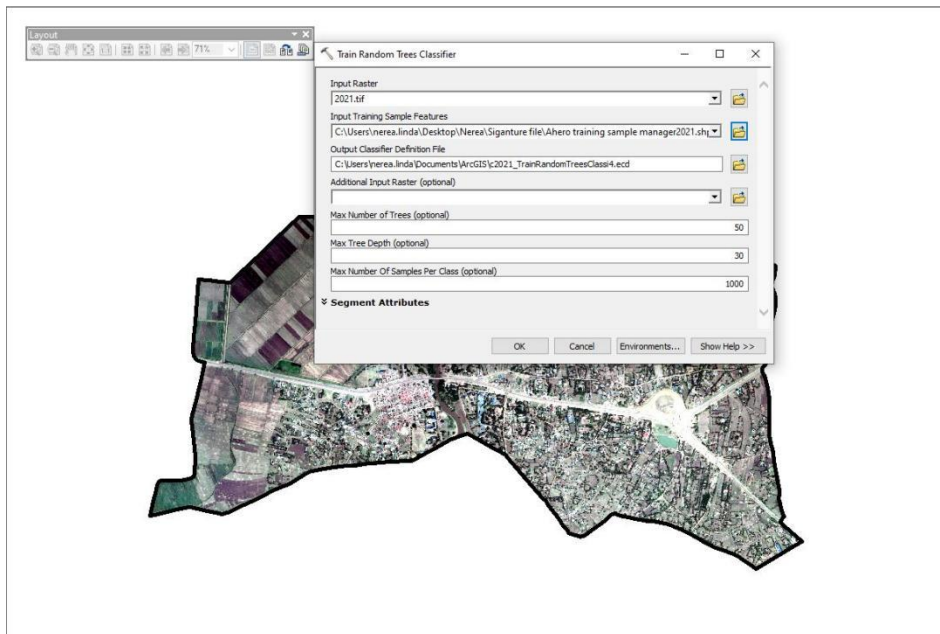 Layout
71%
Train Random Trees Classifier
Input Raster
2021.tif
Input Training Sample Features
C:\Users\nerea.linda\Desktop\Nerea\Siganture file\Ahero training sample manager2021.shp
Output Classifier Definition File
C:\Users\nerea.linda\Documents\ArcGIS\c2021_TrainRandomTreesClassi4.ecd
Additional Input Raster (optional)
Max Number of Trees (optional)
50
Max Tree Depth (optional)
30
Max Number Of Samples Per Class (optional)
1000
Segment Attributes
OK Cancel Environments... Show Help >>